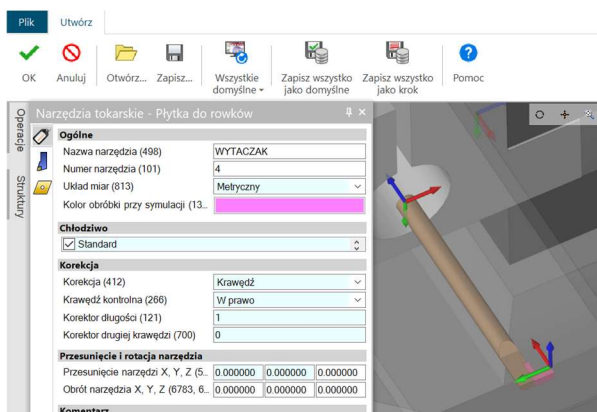 Plik Utwórz
OK Anuluj Otwórz... Zapisz... Wszystkie domyślne Zapisz wszystko jako domyślne Zapisz wszystko jako krok Pomoc
Operacje
Struktury
Narzędzia tokarskie - Płytka do rowków
Ogólne
Nazwa narzędzia (498) WYTACZAK
Numer narzędzia (101) 4
Układ miar (813) Metryczny
Kolor obróbki przy symulacji (13...
Chłodziwo
Standard
Korekcja
Korekcja (412) Krawędź
Krawędź kontrolna (266) W prawo
Korektor długości (121) 1
Korektor drugiej krawędzi (700) 0
Przesunięcie i rotacja narzędzia
Przesunięcie narzędzi X, Y, Z (5... 0.000000 0.000000 0.000000
Obrót narzędzia X, Y, Z (6783, 6... 0.000000 0.000000 0.000000
Komentarz